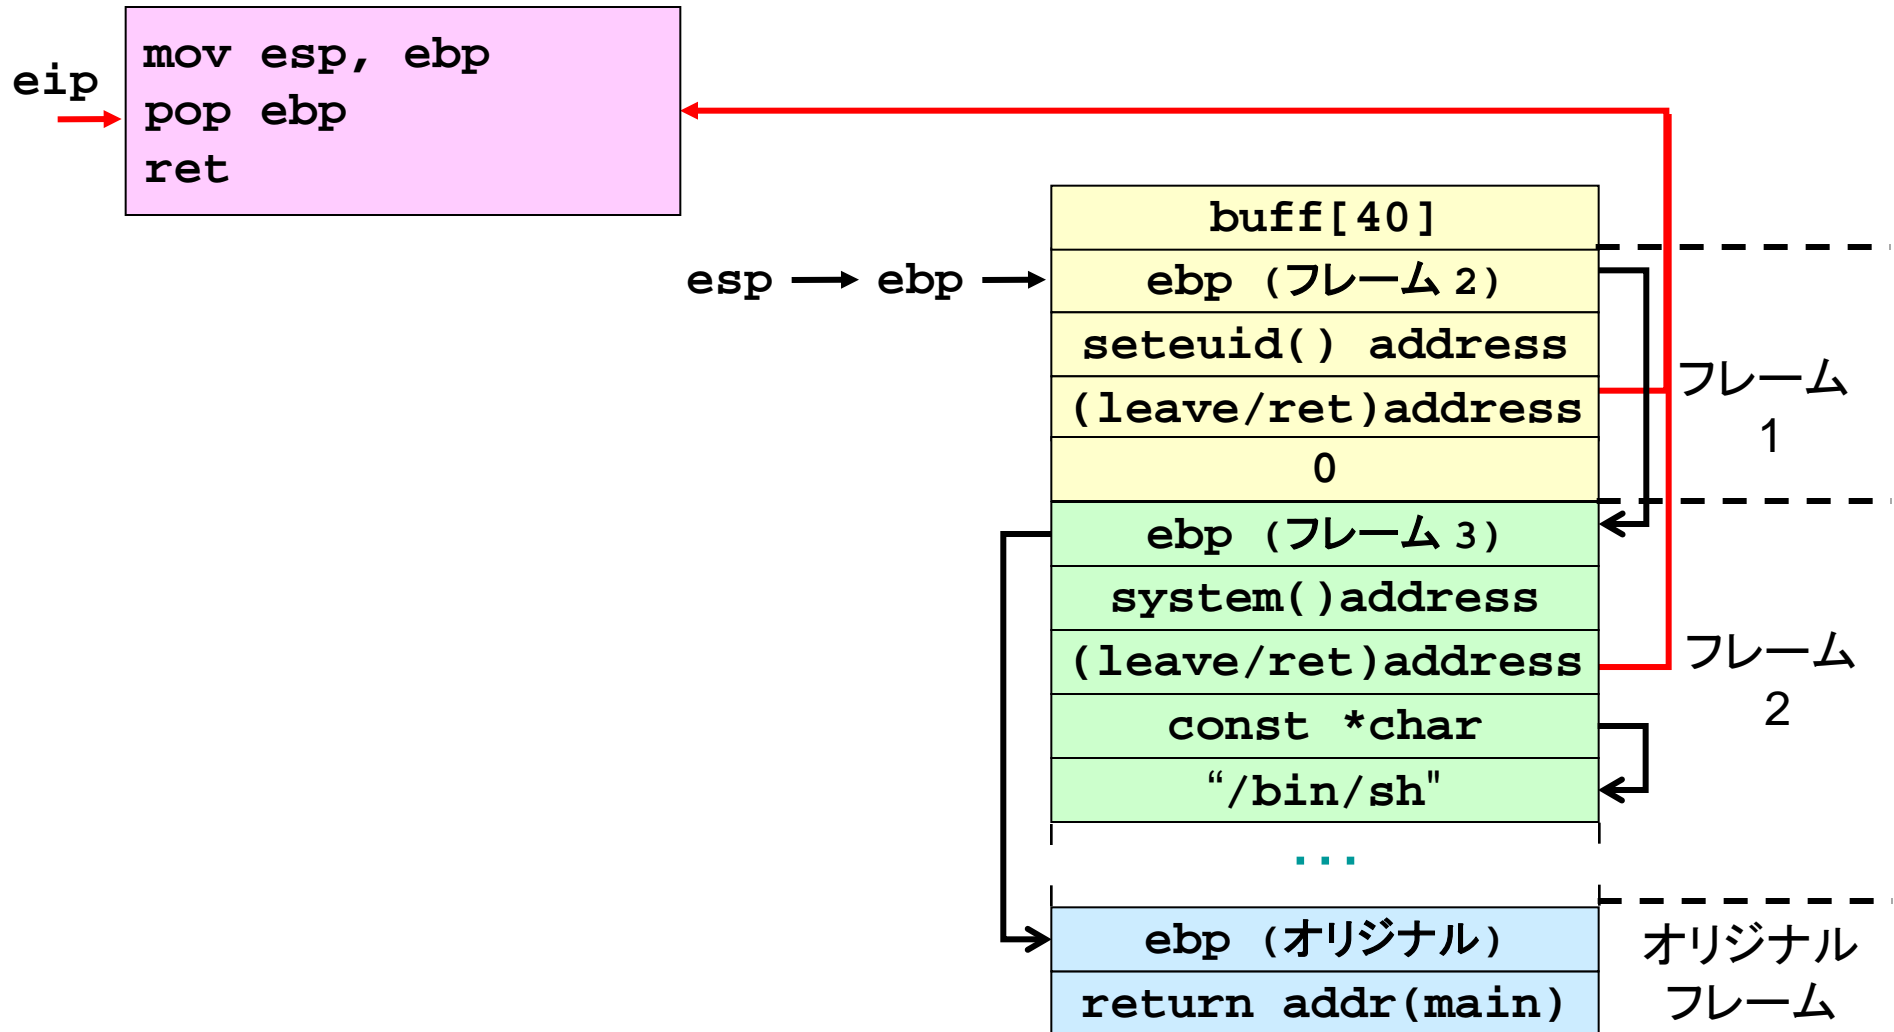 mov esp, ebp
eip
pop ebp
ret
buff[40]
esp
ebp
ebp (フレーム 2)
seteuid() address
(leave/ret)address
フレーム
1
0
ebp (フレーム 3)
system()address
(leave/ret)address
フレーム
2
const *char
“/bin/sh"
...
ebp (オリジナル)
return addr(main)
オリジナル
フレーム